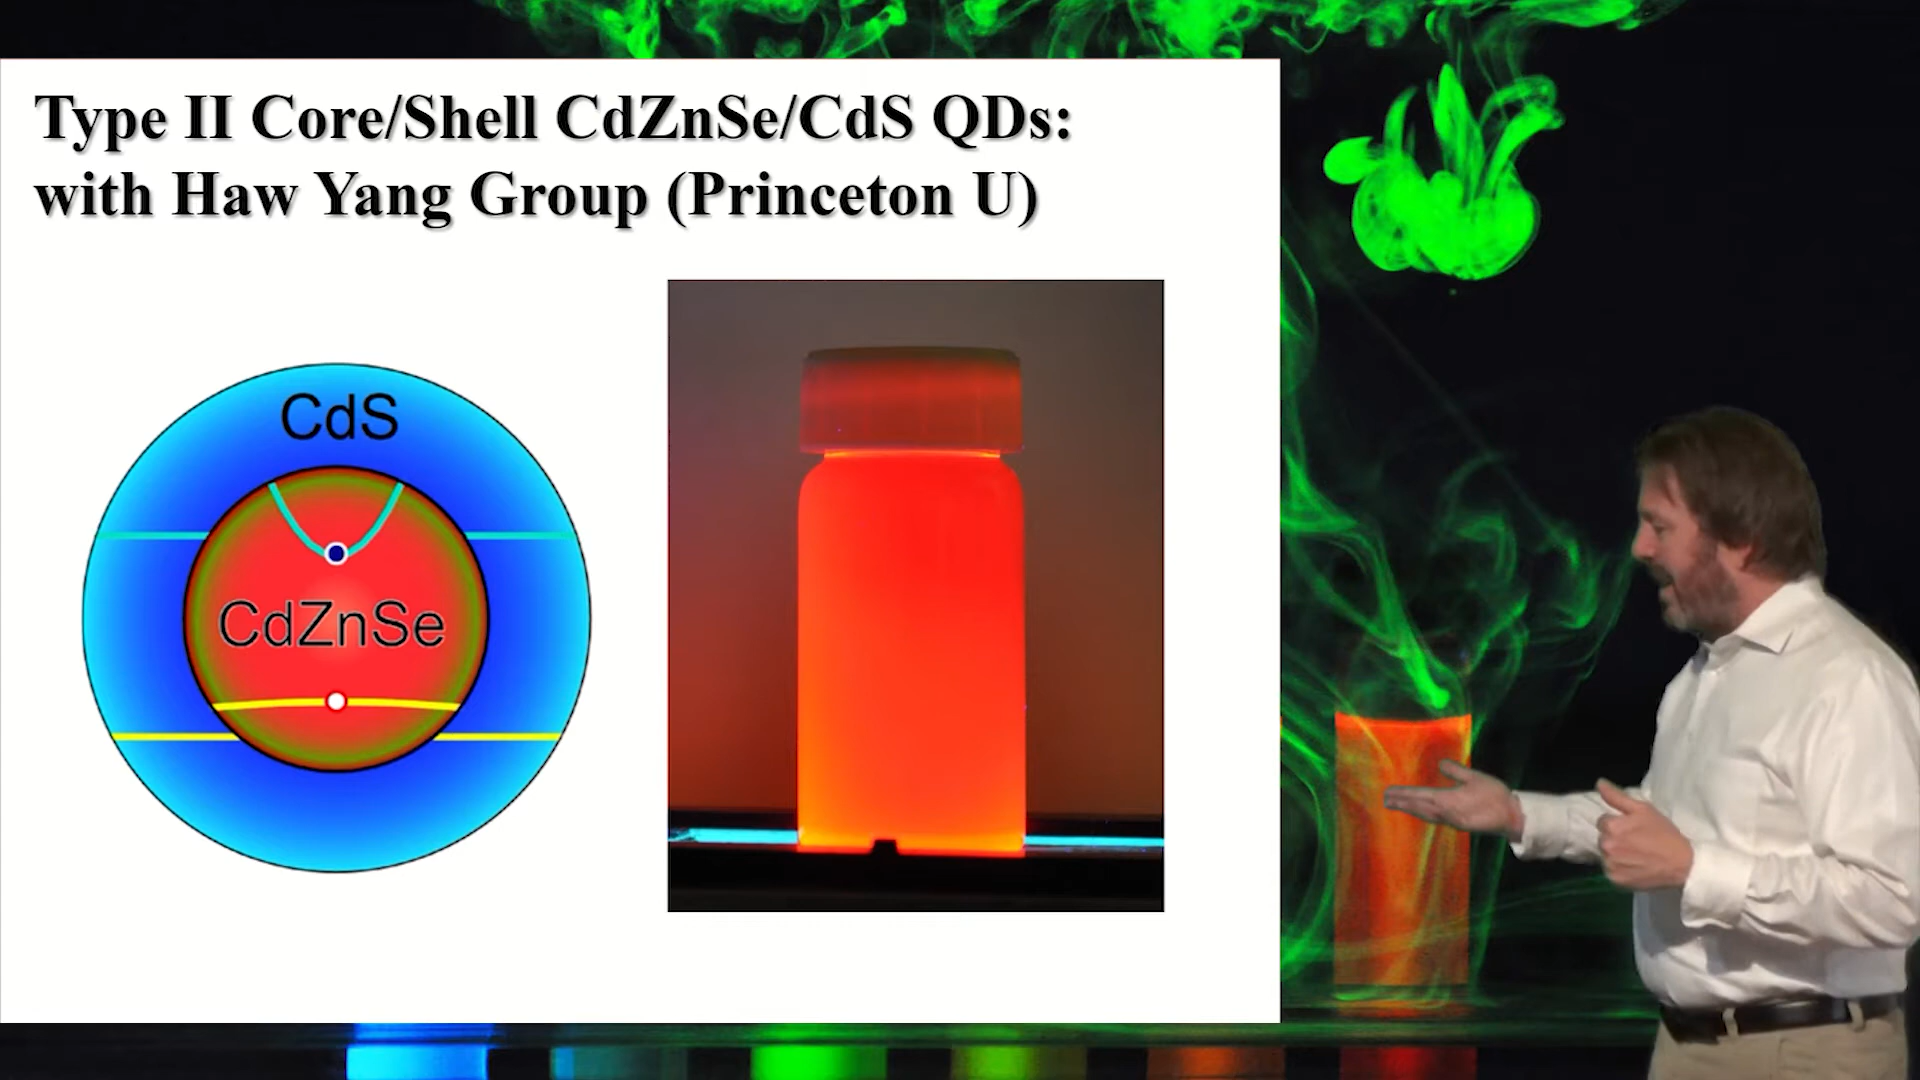 Type II Core/Shell CdZnSe/CdS QDs:
with Haw Yang Group (Princeton U)
CdS
CdZnSe